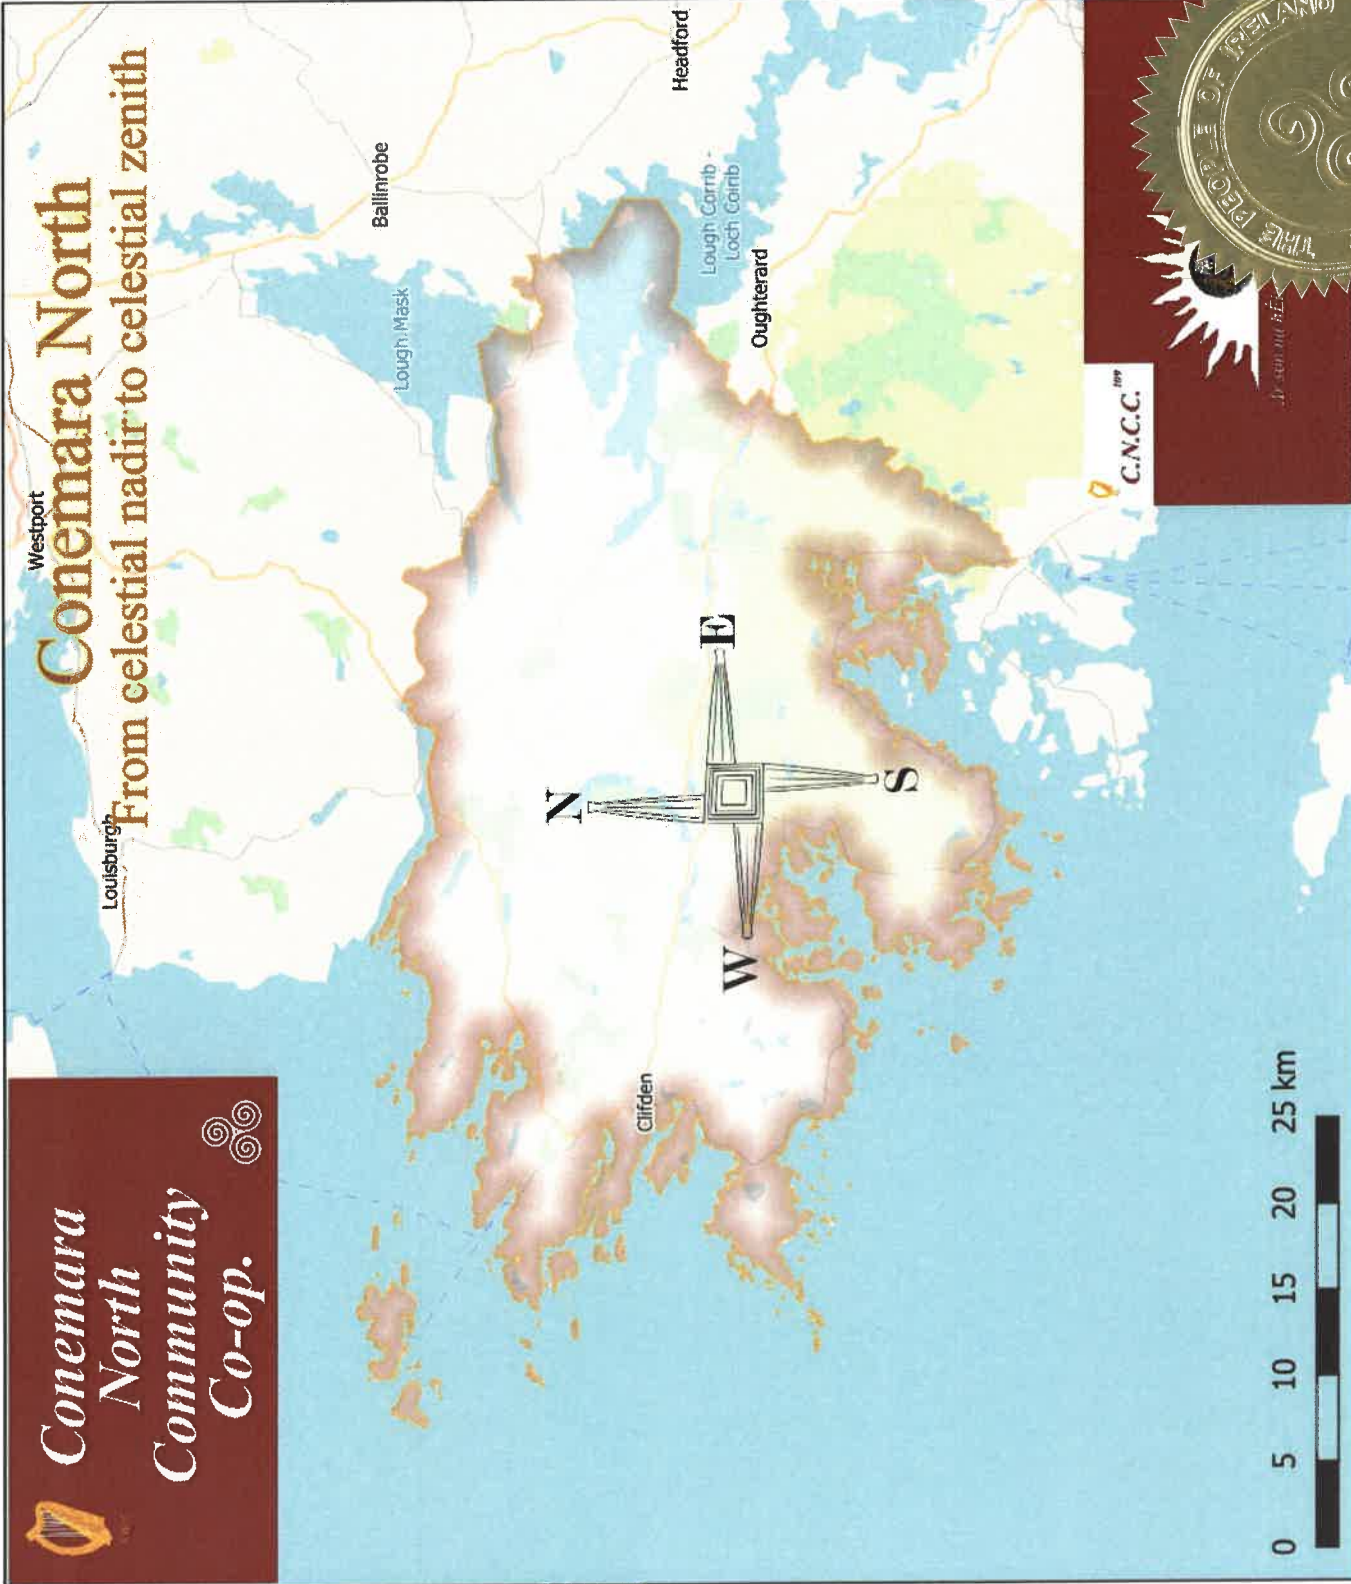 Conemara
North
Community
Co-op.
Conemara North
From celestial nadir to celestial zenith
Westport
Louisburgh
Ballinrobe
Headford
Lough Mask
Lough Corrib -
Loch Coirib
Oughterard
Clifden
N
E
S
W
C.N.C.C.
THE PEOPLE OF IRELAND
0 5 10 15 20 25 km